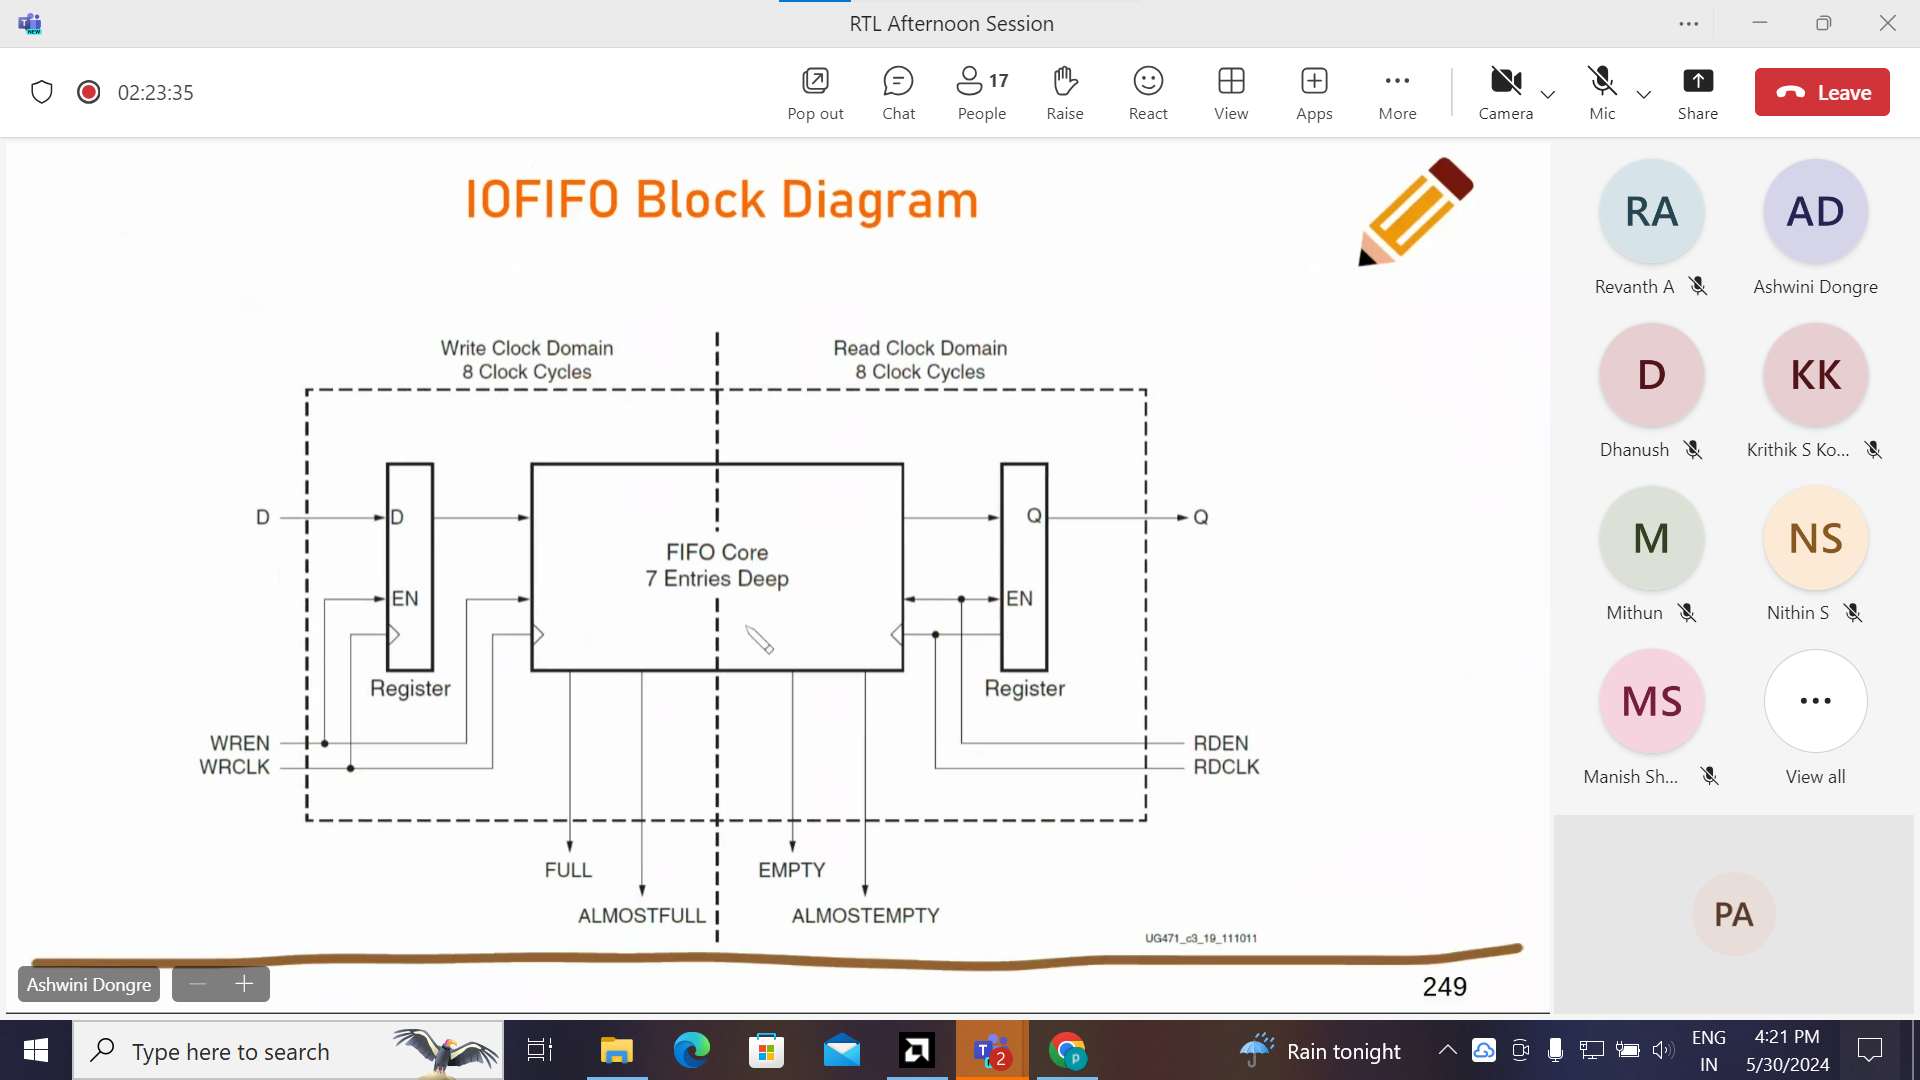 RTL Afternoon Session
NEW
02:23:35
Pop out
Chat
17
People
Raise
React
View
Apps
More
Camera
Mic
Share
Leave
IOFIFO Block Diagram
Write Clock Domain
8 Clock Cycles
Read Clock Domain
8 Clock Cycles
D
D
EN
Register
FIFO Core
7 Entries Deep
Q
Q
EN
Register
WREN
WRCLK
RDEN
RDCLK
FULL
EMPTY
ALMOSTFULL
ALMOSTEMPTY
UG471_c3_19_111011
249
Ashwini Dongre
RA
Revanth A
AD
Ashwini Dongre
D
Dhanush
KK
Krithik S Ko...
M
Mithun
NS
Nithin S
MS
Manish Sh...
View all
PA
Type here to search
2
p
Rain tonight
ENG
IN
4:21 PM
5/30/2024